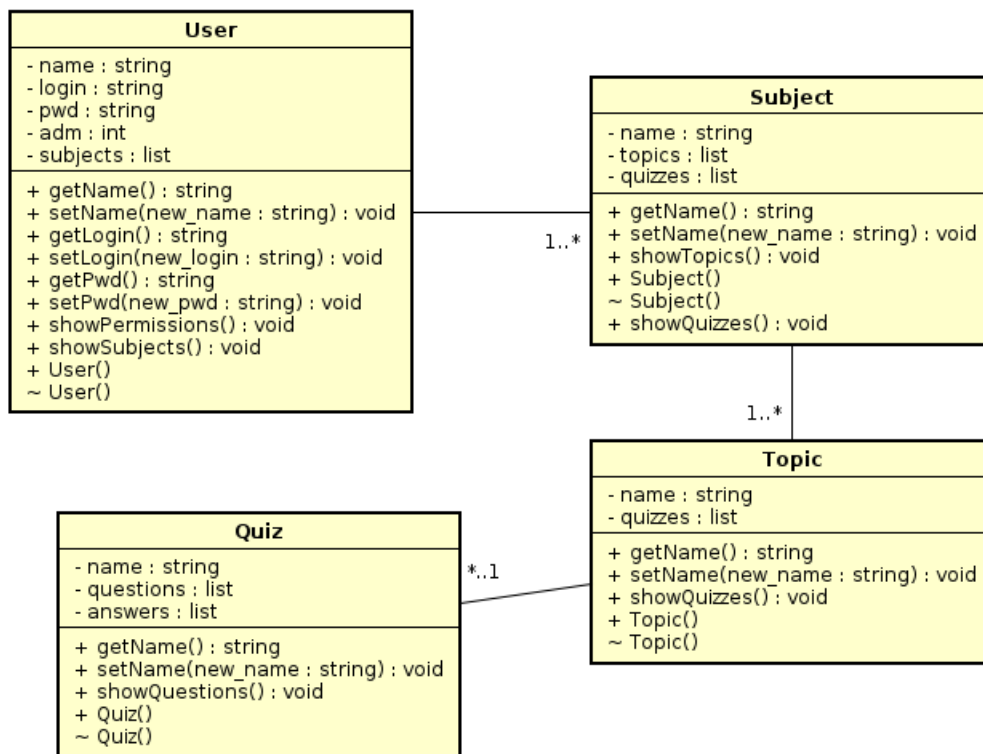 User
- name : string
- login : string
- pwd : string
- adm : int
- subjects : list
+ getName() : string
+ setName(new_name : string) : void
+ getLogin() : string
+ setLogin(new_login : string) : void
+ getPwd() : string
+ setPwd(new_pwd : string) : void
+ showPermissions() : void
+ showSubjects() : void
+ User()
~ User()
1..*
Subject
- name : string
- topics : list
- quizzes : list
+ getName() : string
+ setName(new_name : string) : void
+ showTopics() : void
+ Subject()
~ Subject()
+ showQuizzes() : void
1..*
Topic
- name : string
- quizzes : list
+ getName() : string
+ setName(new_name : string) : void
+ showQuizzes() : void
+ Topic()
~ Topic()
*..1
Quiz
- name : string
- questions : list
- answers : list
+ getName() : string
+ setName(new_name : string) : void
+ showQuestions() : void
+ Quiz()
~ Quiz()